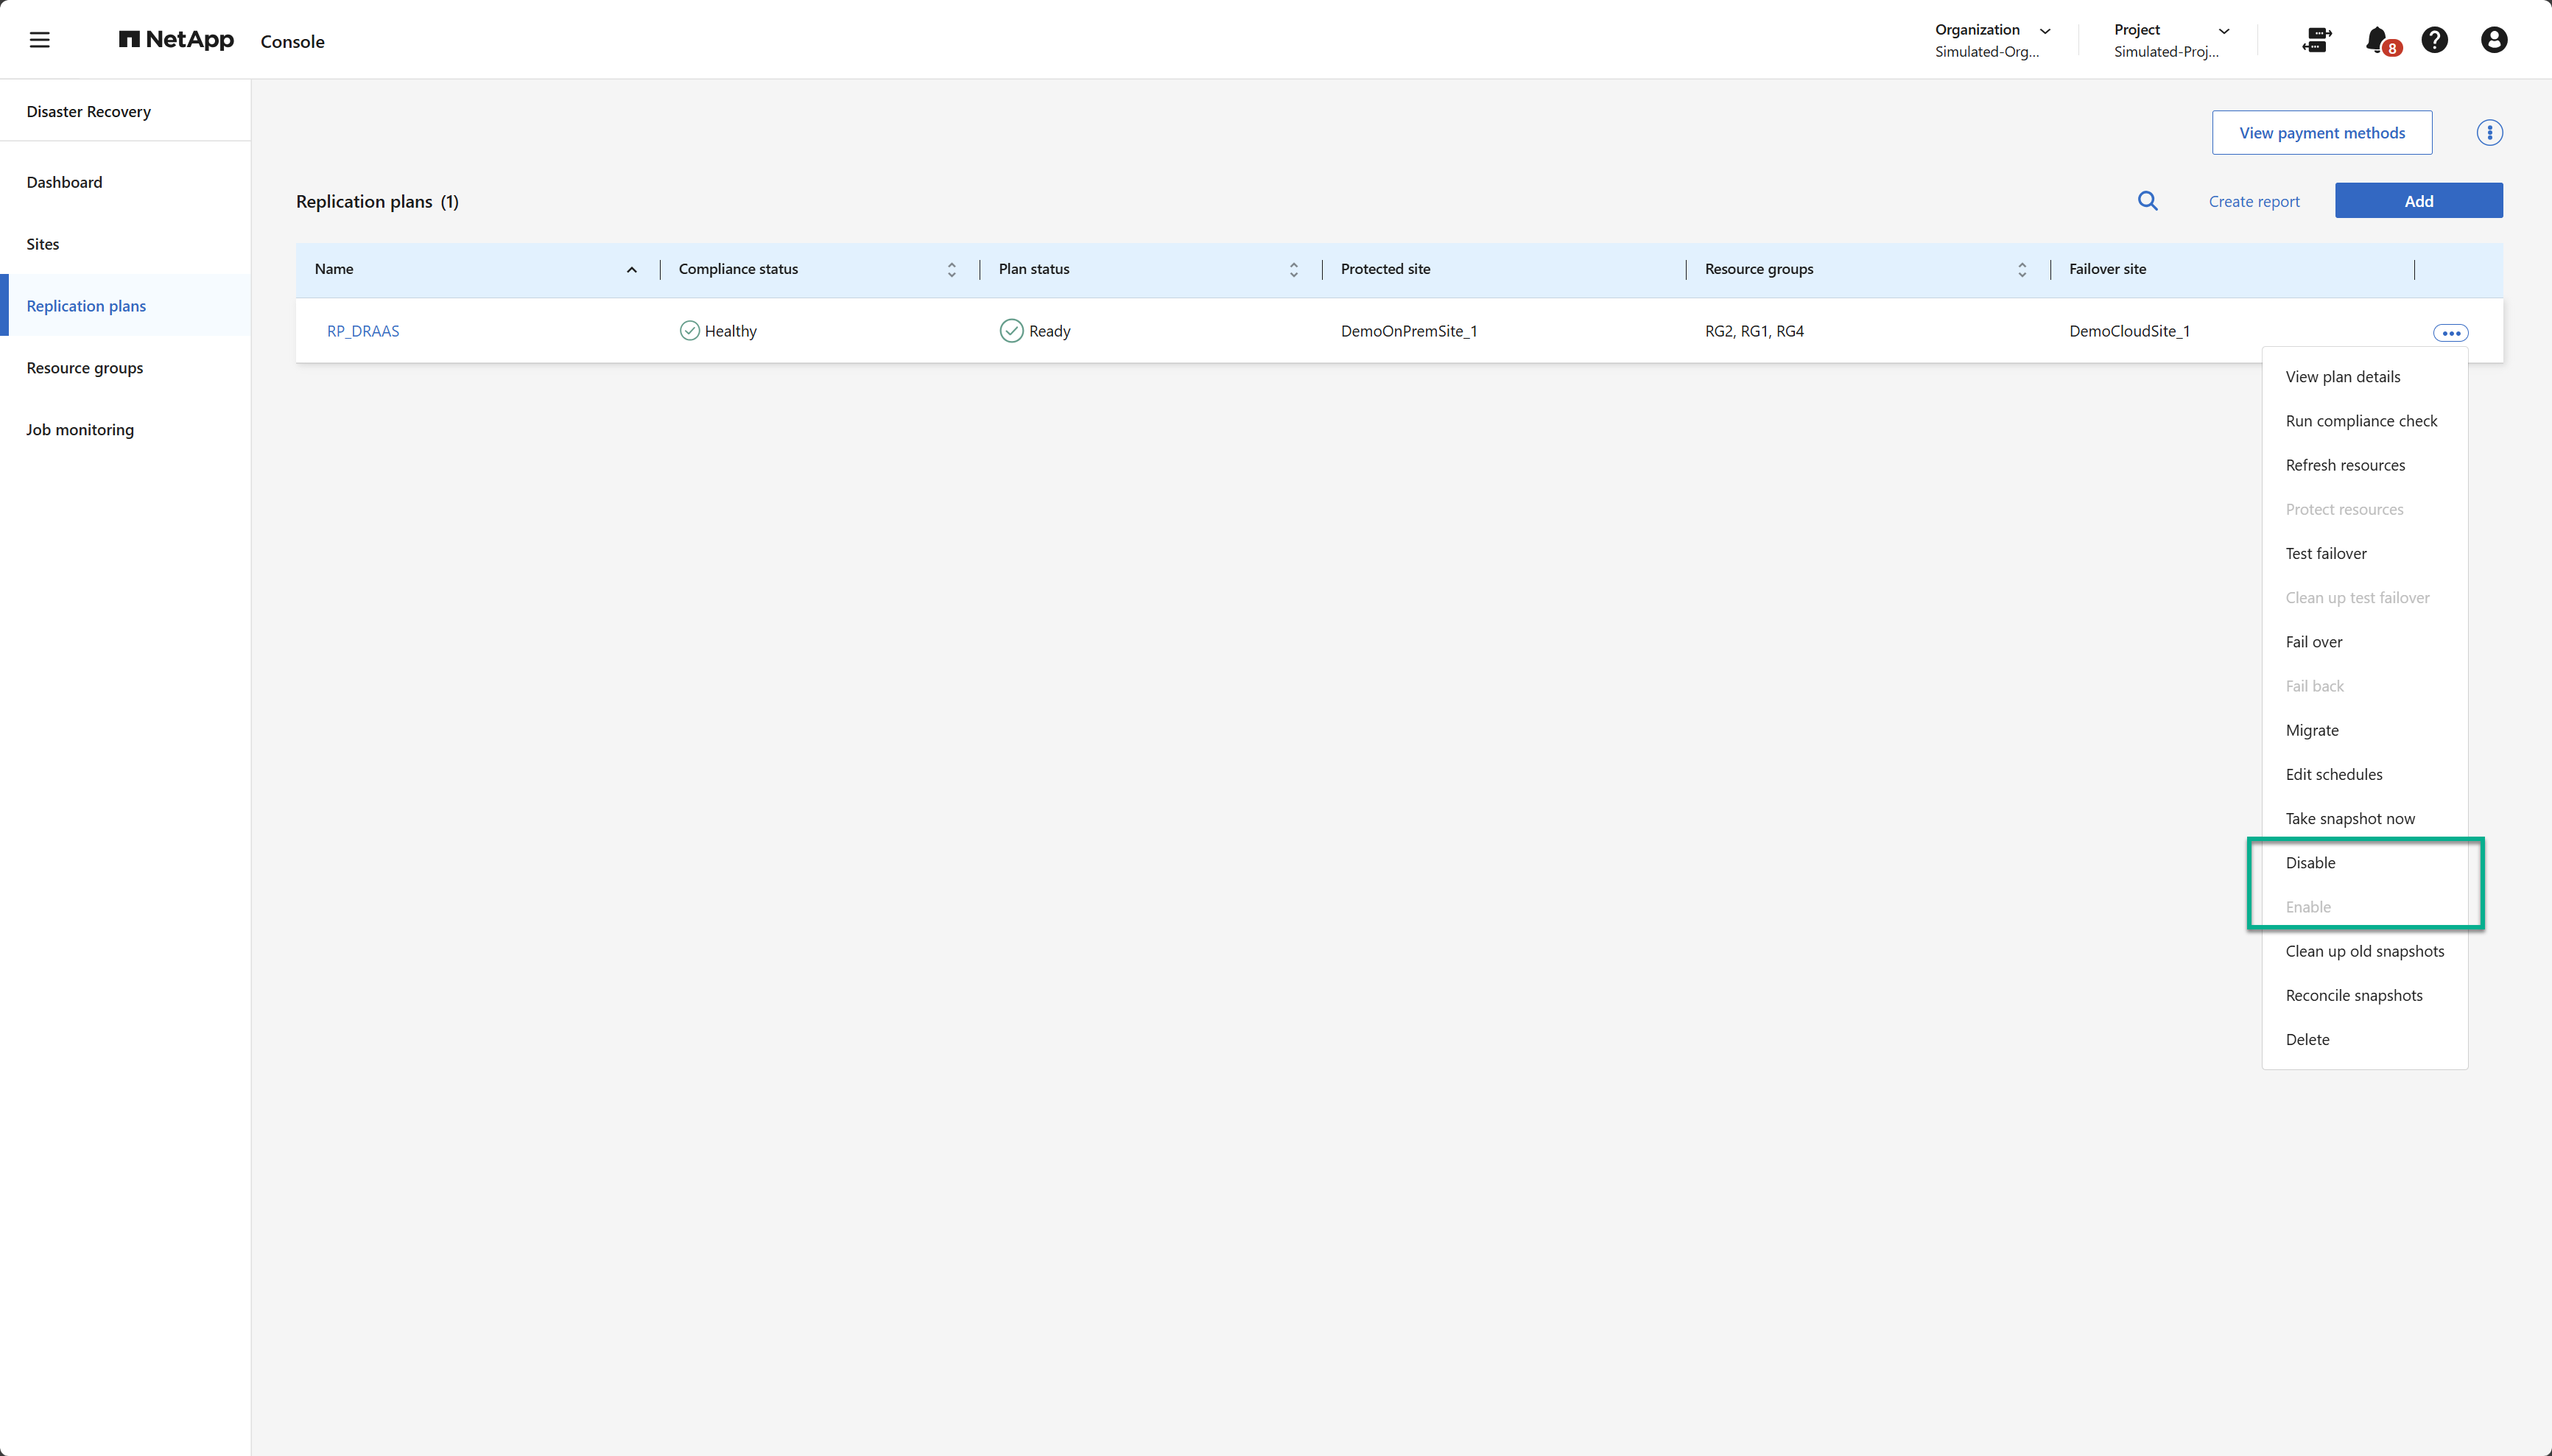 NetApp Console
Organization
Simulated-Org...
Project
Simulated-Proj...
8
Disaster Recovery
Dashboard
Sites
Replication plans
Resource groups
Job monitoring
View payment methods
Replication plans (1)
Create report
Add
Name Compliance status Plan status Protected site Resource groups Failover site
RP_DRAAS Healthy Ready DemoOnPremSite_1 RG2, RG1, RG4 DemoCloudSite_1
View plan details
Run compliance check
Refresh resources
Protect resources
Test failover
Clean up test failover
Fail over
Fail back
Migrate
Edit schedules
Take snapshot now
Disable
Enable
Clean up old snapshots
Reconcile snapshots
Delete